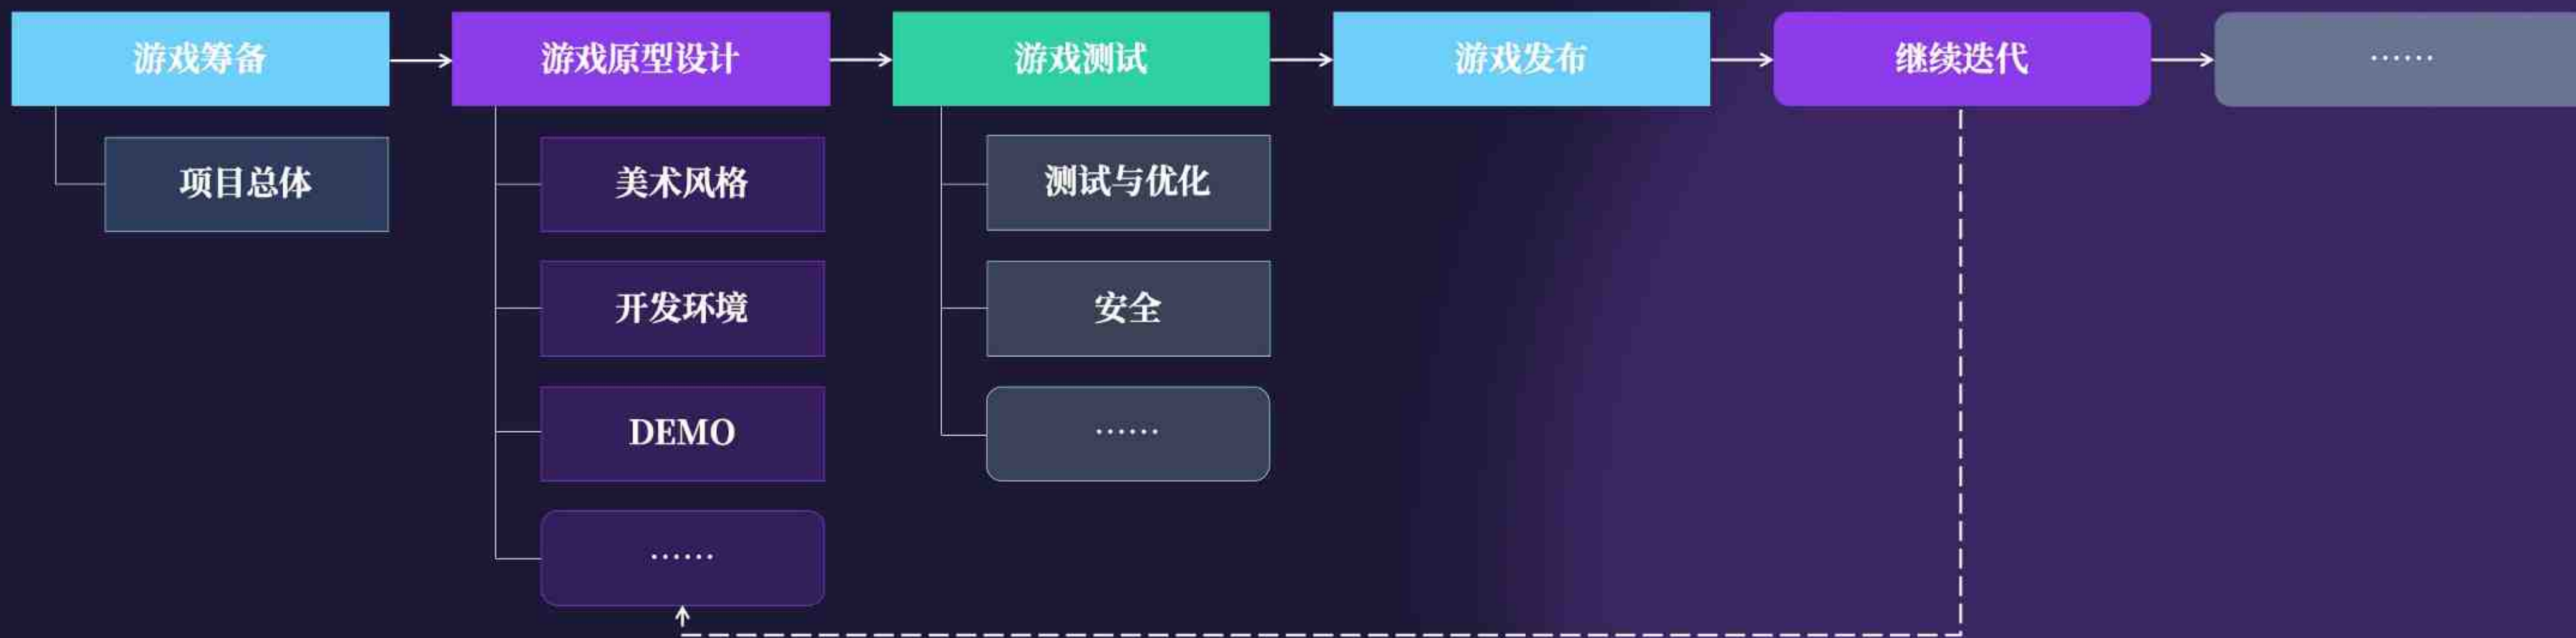 游戏筹备
游戏原型设计
游戏测试
游戏发布
继续迭代
……
项目总体
美术风格
开发环境
DEMO
……
测试与优化
安全
……